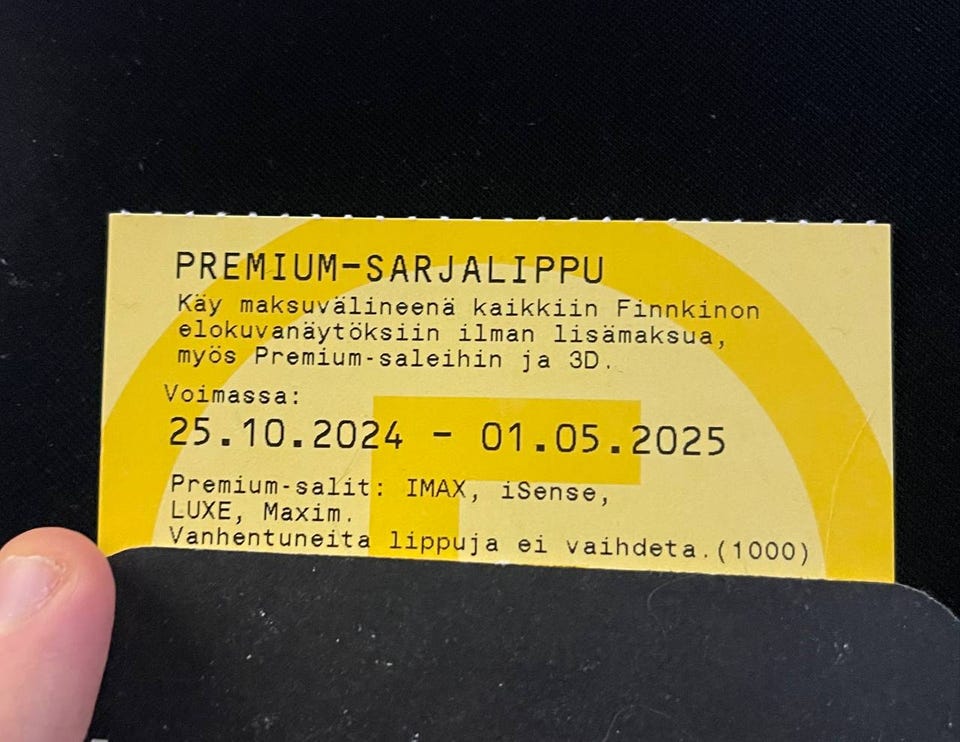 PREMIUM-SARJALIPPU
Käy maksuvälineenä kaikkiin Finnkinon
elokuvanäytöksiin ilman lisämaksua,
myös Premium-saleihin ja 3D.
Voimassa:
25.10.2024 - 01.05.2025
Premium-salit: IMAX, iSense,
LUXE, Maxim.
Vanhentuneita lippuja ei vaihdeta.(1000)